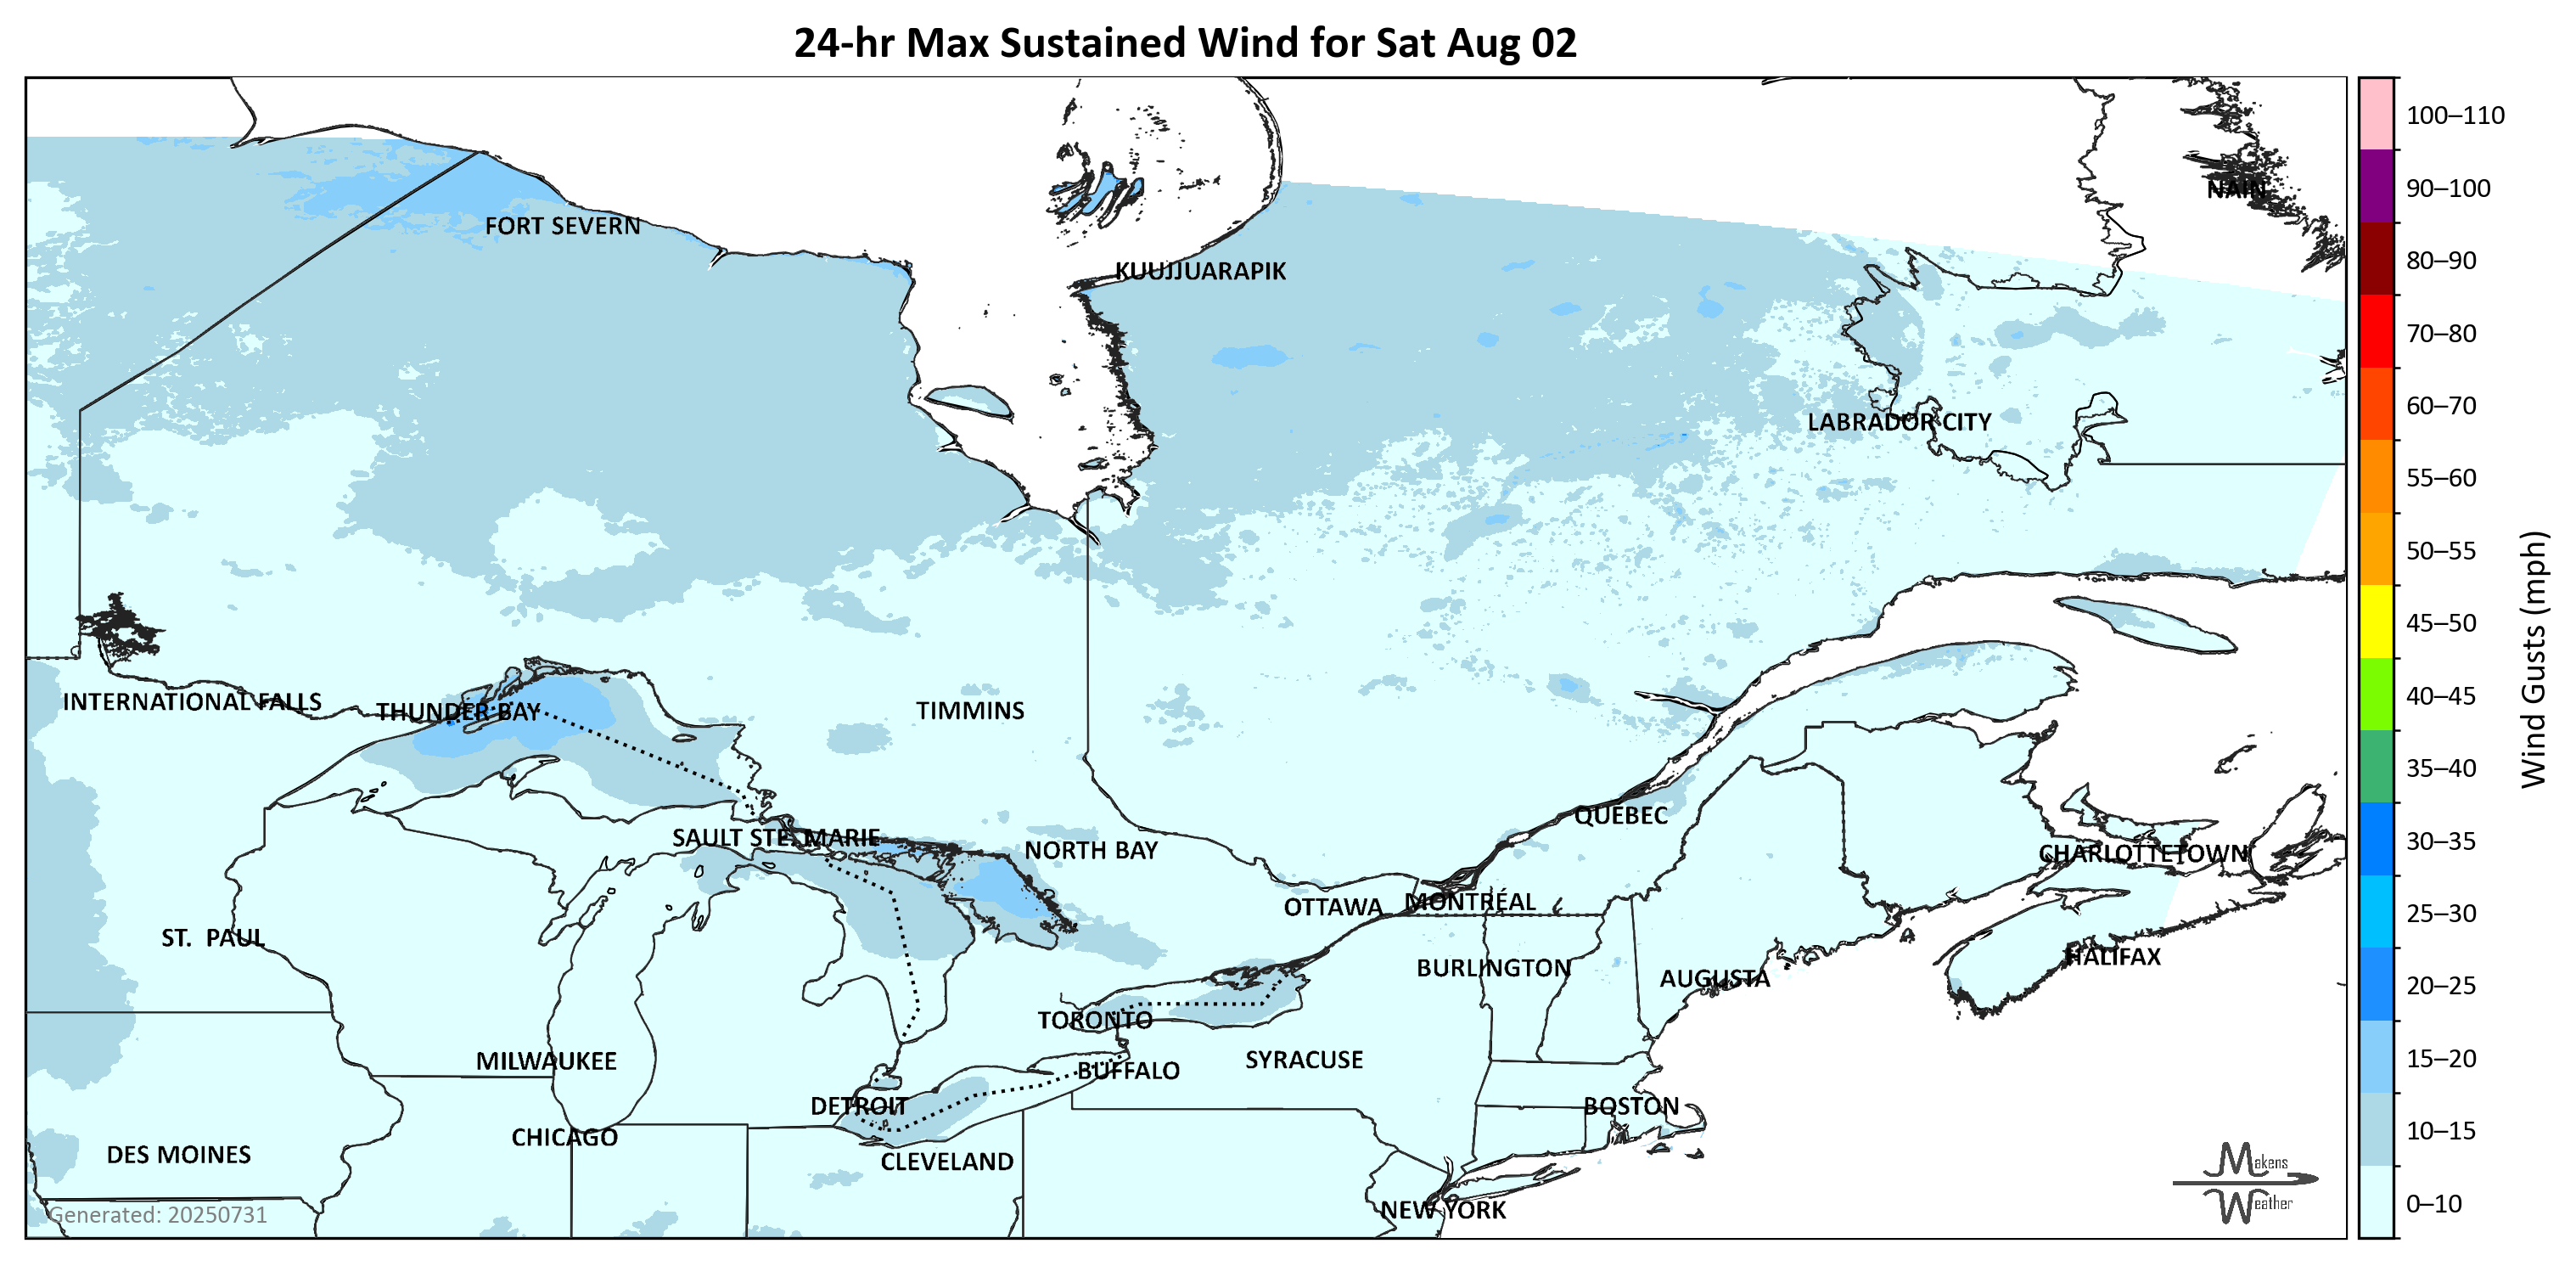 24-hr Max Sustained Wind for Sat Aug 02
100–110
90–100
80–90
70–80
60–70
55–60
50–55
45–50
40–45
35–40
30–35
25–30
20–25
15–20
10–15
0–10
Wind Gusts (mph)
NAIN
FORT SEVERN
KUUJJUARAPIK
LABRADOR CITY
INTERNATIONAL FALLS
THUNDER BAY
TIMMINS
QUÉBEC
SAULT STE. MARIE
NORTH BAY
CHARLOTTETOWN
OTTAWA
MONTRÉAL
ST. PAUL
BURLINGTON
AUGUSTA
HALIFAX
TORONTO
MILWAUKEE
BUFFALO
SYRACUSE
DETROIT
BOSTON
CHICAGO
DES MOINES
CLEVELAND
NEW YORK
Generated: 20250731
Makens
Weather